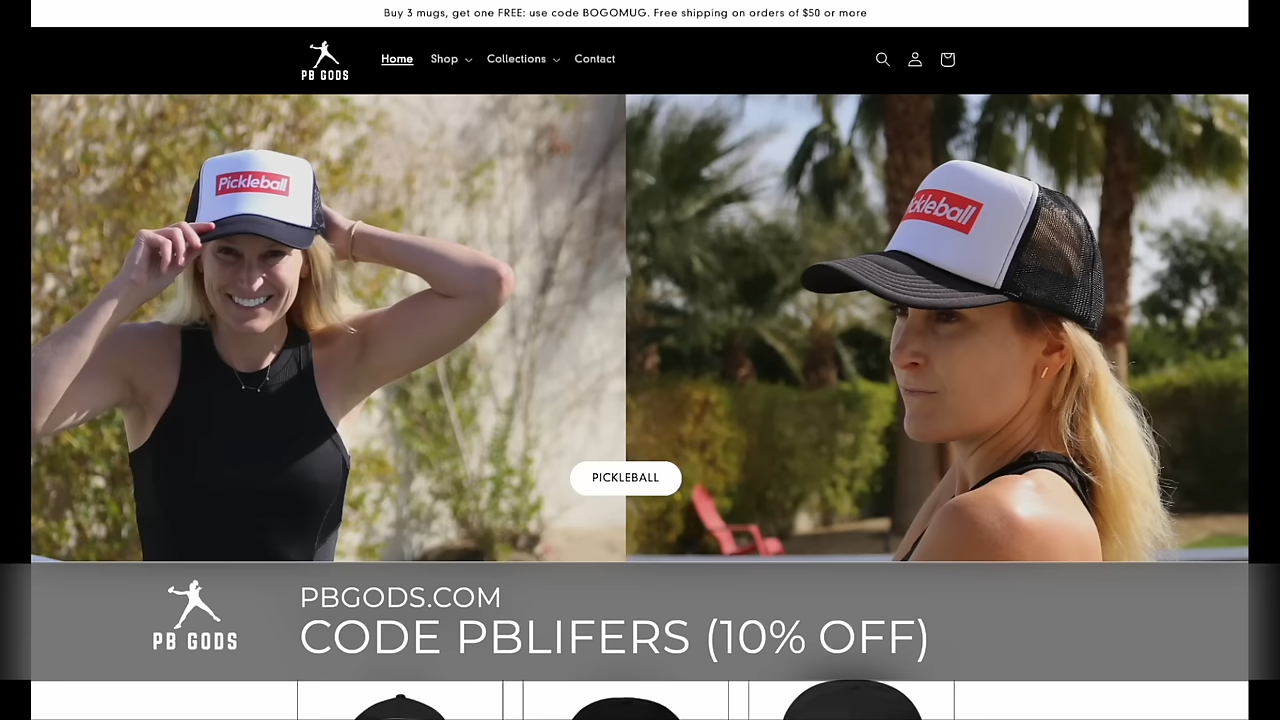 Buy 3 mugs, get one FREE: use code BOGOMUG. Free shipping on orders of $50 or more
PB GODS
Home Shop Collections Contact
Pickleball
ickleball
PICKLEBALL
PB GODS
PBGODS.COM
CODE PBLIFERS (10% OFF)